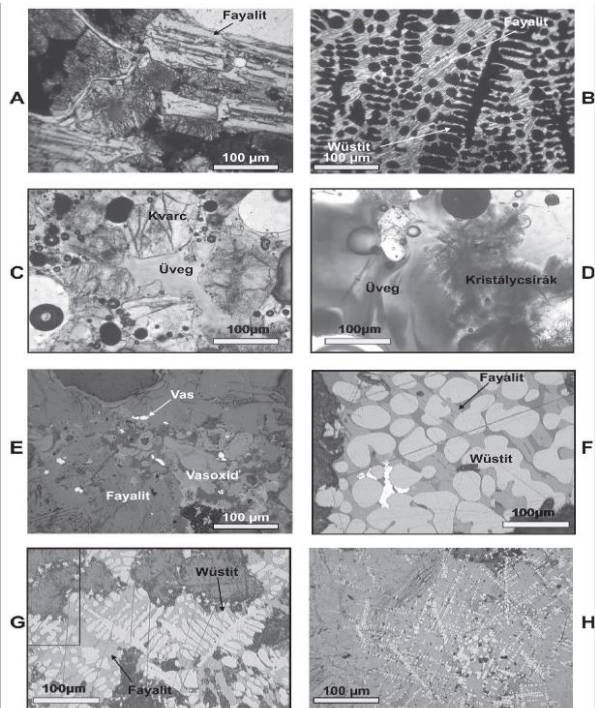 A
Fayalit
100 µm
B
Fayalit
Wüstit
100 µm
C
Kvarc
Üveg
100µm
D
Üveg
Kristálycsírák
100µm
E
Vas
Fayalit
Vasoxid
100 µm
F
Fayalit
Wüstit
100µm
G
Wüstit
Fayalit
100µm
H
100 µm